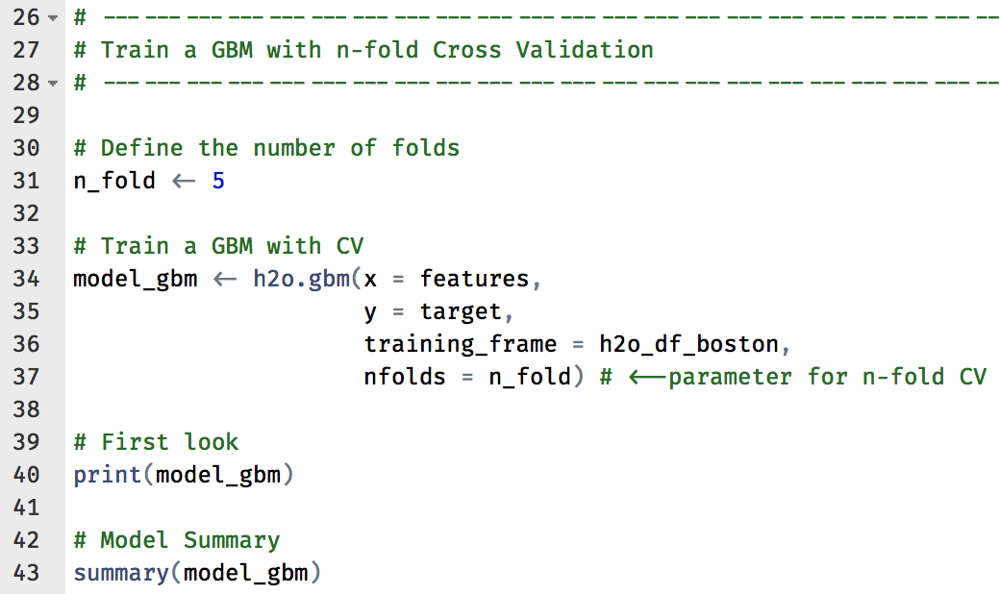 26 # --- --- --- --- --- --- --- --- --- --- --- --- --- --- --- --- --- --- --- --- --- --
27 # Train a GBM with n-fold Cross Validation
28 # --- --- --- --- --- --- --- --- --- --- --- --- --- --- --- --- --- --- --- --- --- --
29
30 # Define the number of folds
31 n_fold <- 5
32
33 # Train a GBM with CV
34 model_gbm <- h2o.gbm(x = features,
35                      y = target,
36                      training_frame = h2o_df_boston,
37                      nfolds = n_fold) # <--parameter for n-fold CV
38
39 # First look
40 print(model_gbm)
41
42 # Model Summary
43 summary(model_gbm)